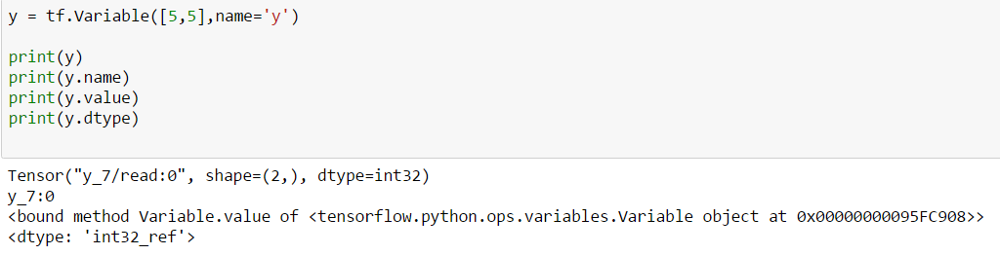 y = tf.Variable([5,5],name='y')
print(y)
print(y.name)
print(y.value)
print(y.dtype)
Tensor("y_7/read:0", shape=(2,), dtype=int32)
y_7:0
<bound method Variable.value of <tensorflow.python.ops.variables.Variable object at 0x00000000095FC908>>
<dtype: 'int32_ref'>